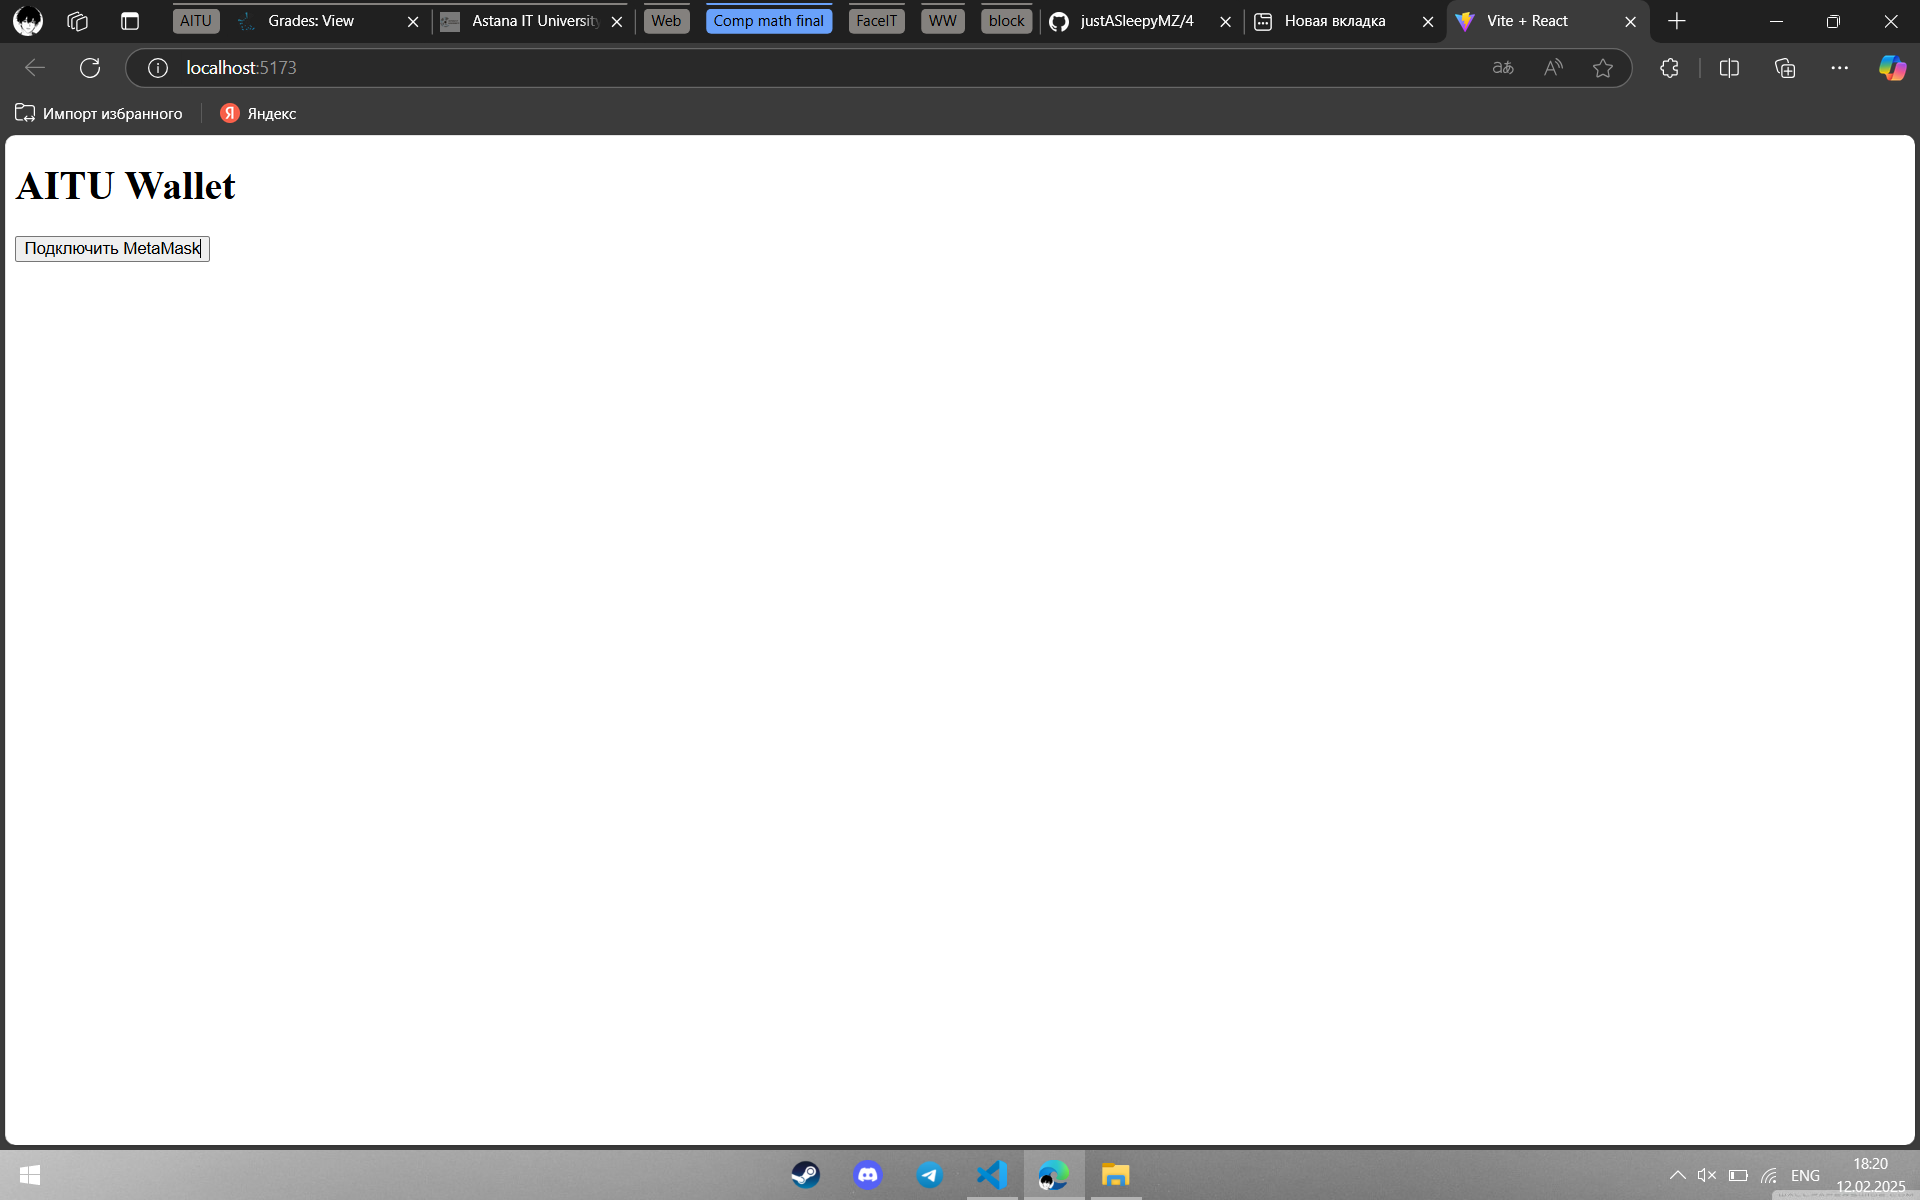 AITU
Grades: View
Astana IT University
Web
Comp math final
FaceIT
WW
block
justASleepyMZ/4
Новая вкладка
Vite + React
localhost:5173
Импорт избранного
Яндекс
AITU Wallet
Подключить MetaMask
ENG
18:20
12.02.2025